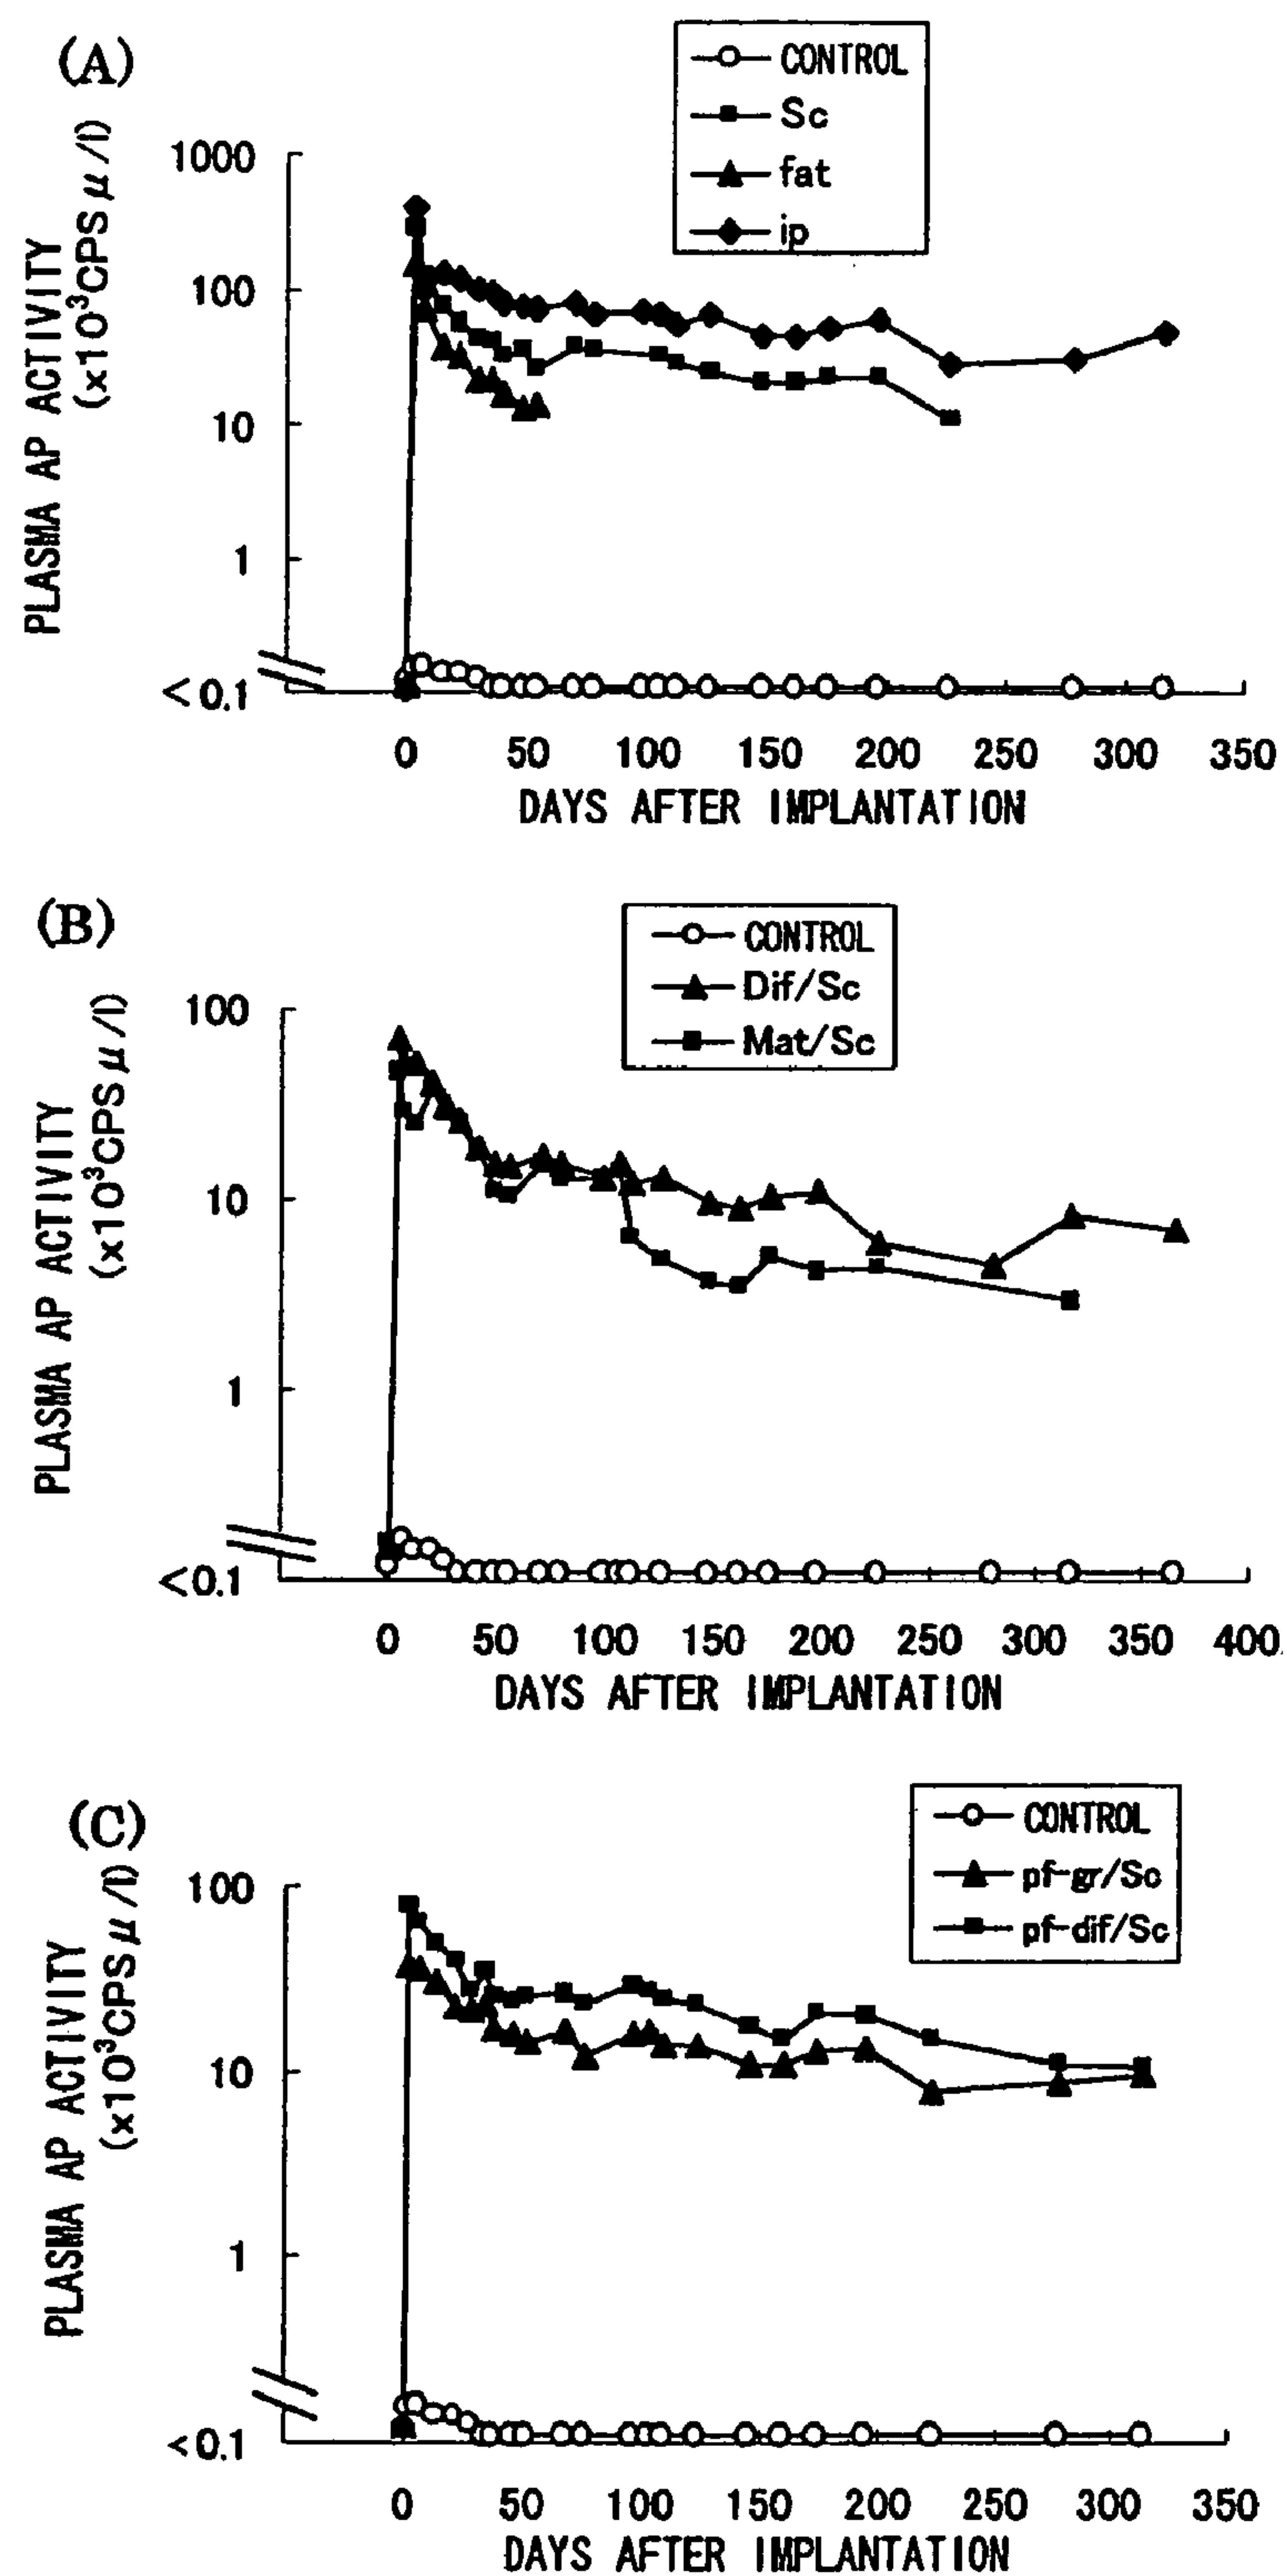 (A)
CONTROL
Sc
fat
ip
PLASMA AP ACTIVITY
(x10³CPSμ/l)
1000
100
10
1
<0.1
0 50 100 150 200 250 300 350
DAYS AFTER IMPLANTATION
(B)
CONTROL
Dif/Sc
Mat/Sc
PLASMA AP ACTIVITY
(x10³CPSμ/l)
100
10
1
<0.1
0 50 100 150 200 250 300 350 400
DAYS AFTER IMPLANTATION
(C)
CONTROL
pf-gr/Sc
pf-dif/Sc
PLASMA AP ACTIVITY
(x10³CPSμ/l)
100
10
1
<0.1
0 50 100 150 200 250 300 350
DAYS AFTER IMPLANTATION